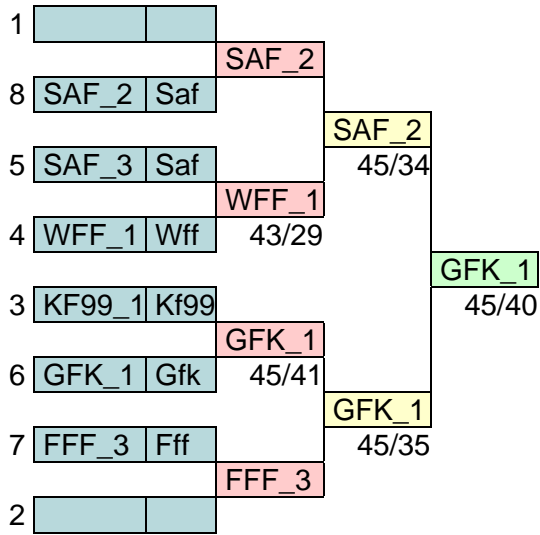 1
SAF_2
8 SAF_2 Saf
SAF_2
5 SAF_3 Saf 45/34
WFF_1
4 WFF_1 Wff 43/29
GFK_1
3 KF99_1 Kf99 45/40
GFK_1
6 GFK_1 Gfk 45/41
GFK_1
7 FFF_3 Fff 45/35
FFF_3
2